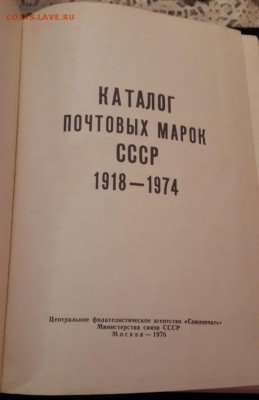 COINS.LAVE.RU
КАТАЛОГ
ПОЧТОВЫХ МАРОК
СССР
1918—1974
Центральное филателистическое агентство «Союзпечать»
Министерства связи СССР
Москва—1976